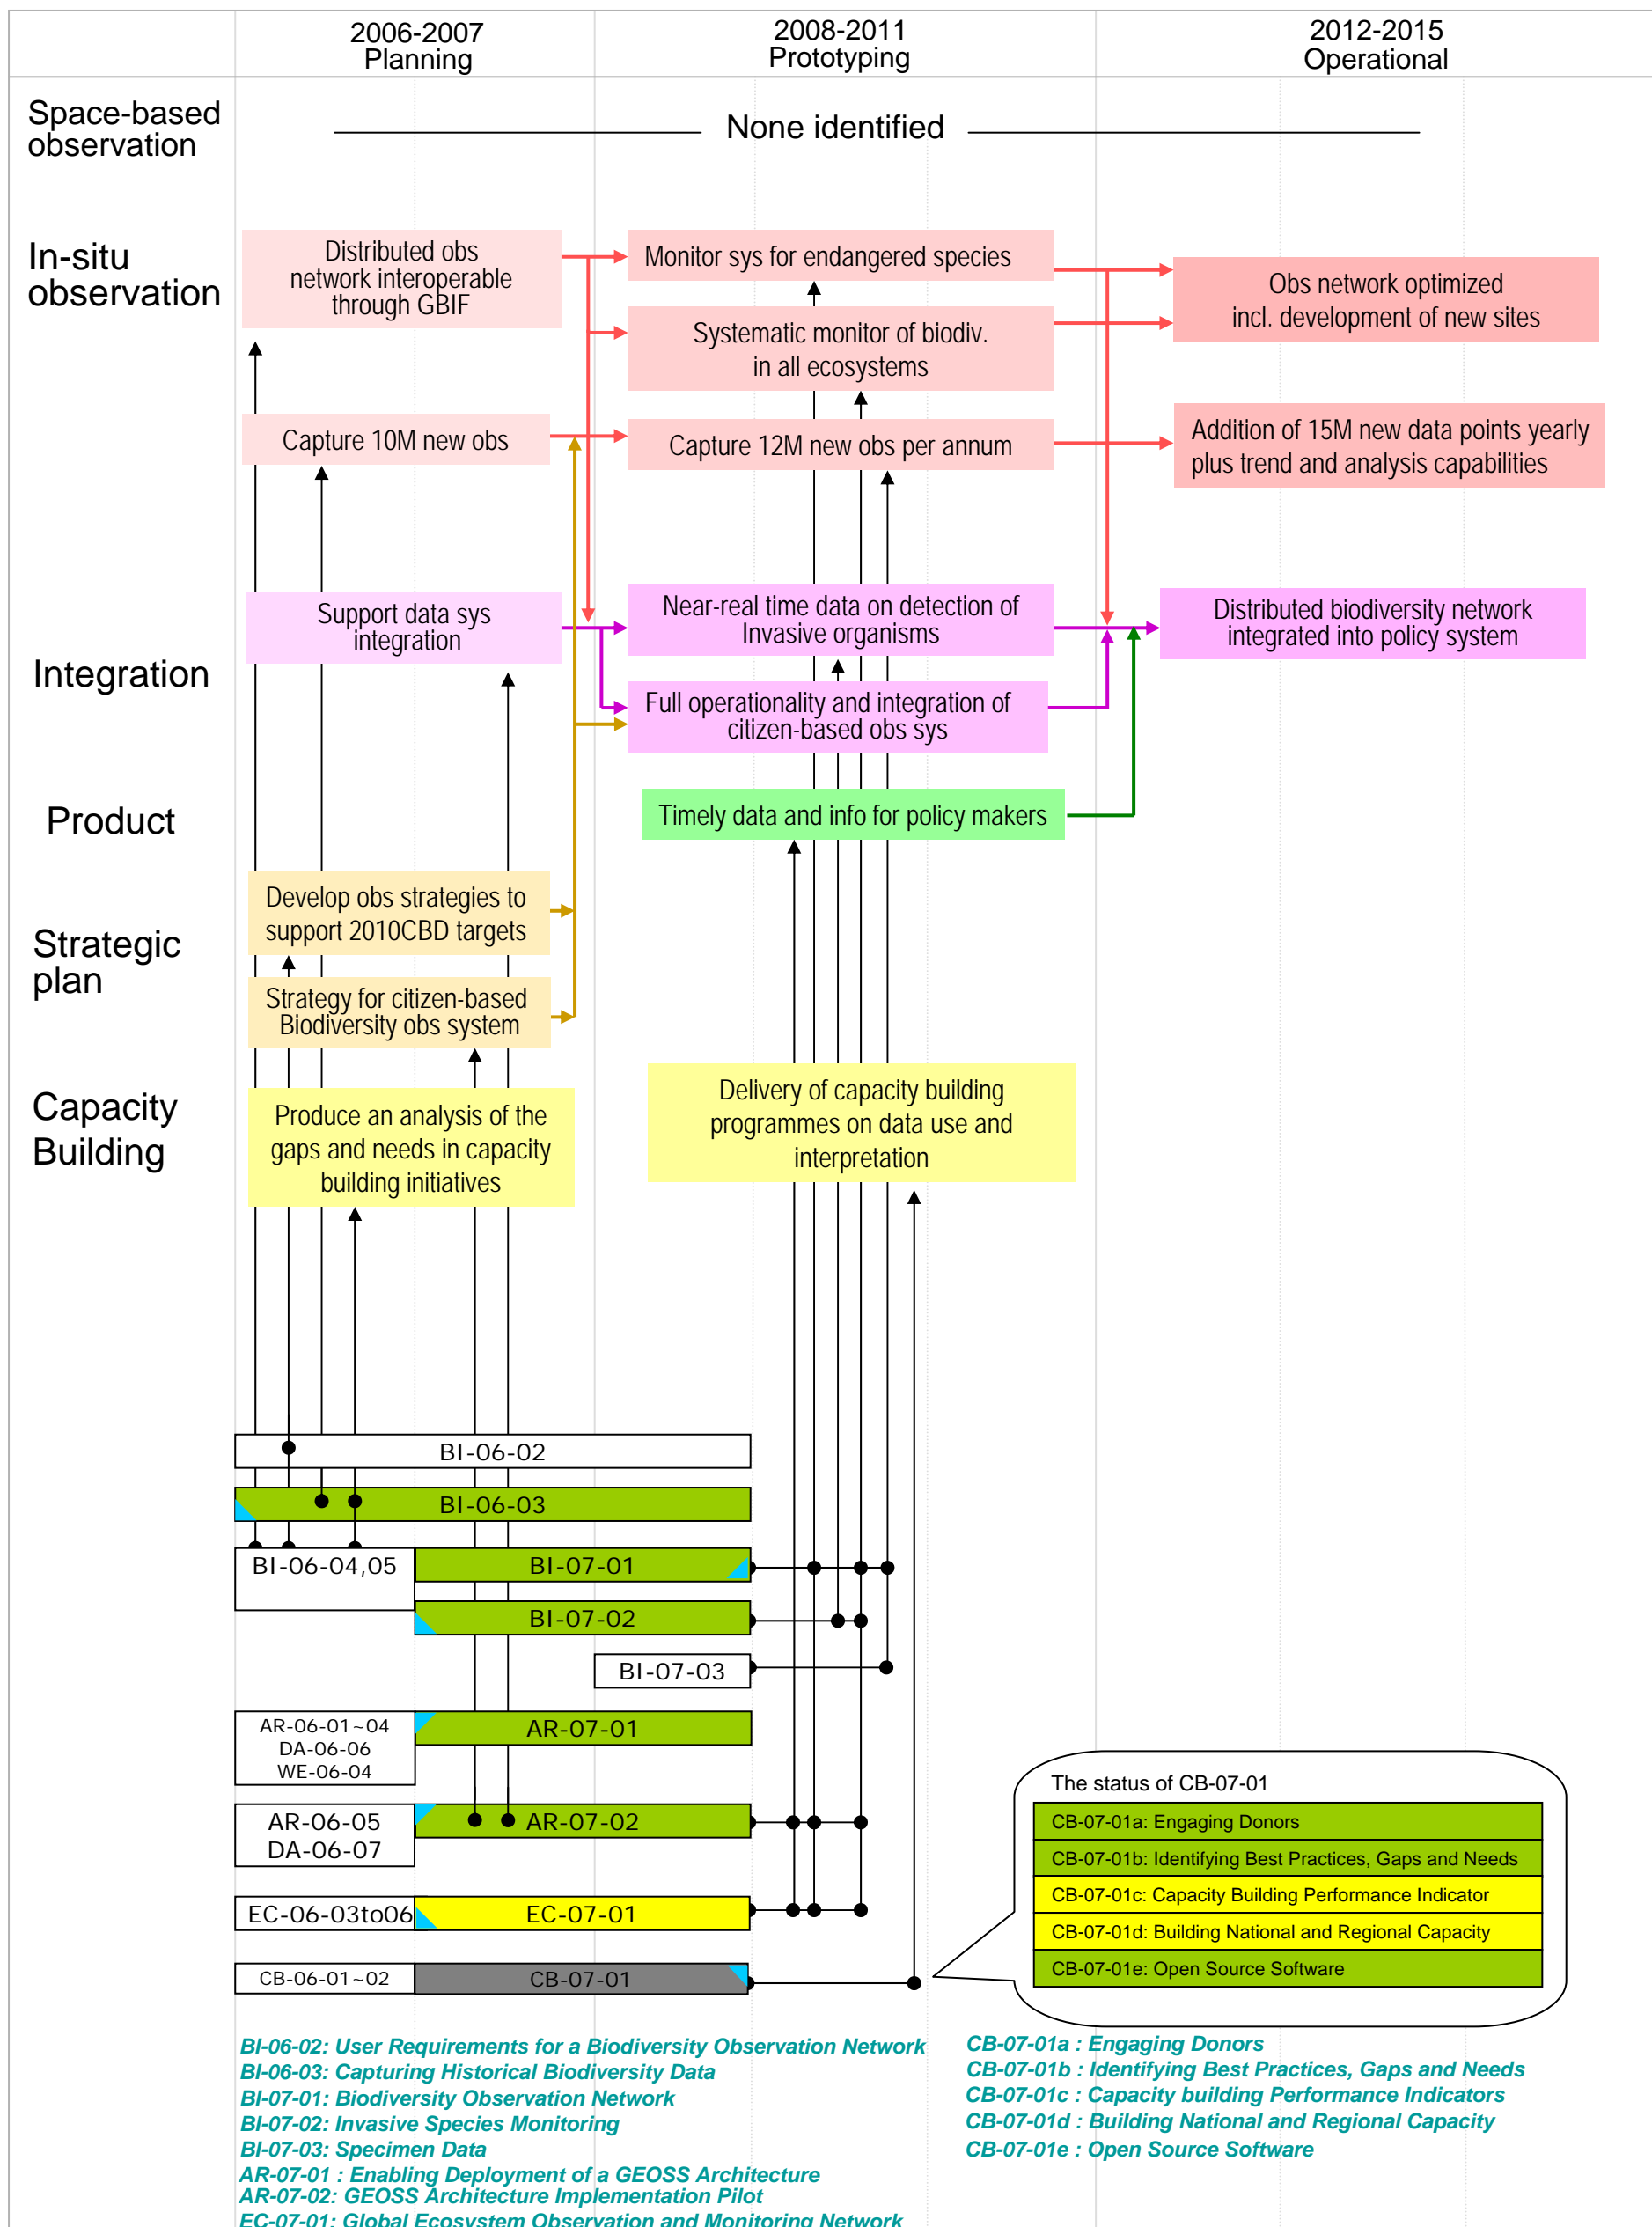 2006-2007
Planning
2008-2011
Prototyping
2012-2015
Operational
Space-based
observation
None identified
In-situ
observation
Distributed obs
network interoperable
through GBIF
Monitor sys for endangered species
Obs network optimized
incl. development of new sites
Systematic monitor of biodiv.
in all ecosystems
Capture 10M new obs
Capture 12M new obs per annum
Addition of 15M new data points yearly
plus trend and analysis capabilities
Integration
Support data sys
integration
Near-real time data on detection of
Invasive organisms
Distributed biodiversity network
integrated into policy system
Full operationality and integration of
citizen-based obs sys
Product
Timely data and info for policy makers
Strategic
plan
Develop obs strategies to
support 2010CBD targets
Strategy for citizen-based
Biodiversity obs system
Capacity
Building
Produce an analysis of the
gaps and needs in capacity
building initiatives
Delivery of capacity building
programmes on data use and
interpretation
BI-06-02
BI-06-03
BI-06-04,05
BI-07-01
BI-07-02
BI-07-03
AR-06-01~04
DA-06-06
WE-06-04
AR-07-01
AR-06-05
DA-06-07
AR-07-02
EC-06-03to06
EC-07-01
CB-06-01~02
CB-07-01
The status of CB-07-01
CB-07-01a: Engaging Donors
CB-07-01b: Identifying Best Practices, Gaps and Needs
CB-07-01c: Capacity Building Performance Indicator
CB-07-01d: Building National and Regional Capacity
CB-07-01e: Open Source Software
BI-06-02: User Requirements for a Biodiversity Observation Network
BI-06-03: Capturing Historical Biodiversity Data
BI-07-01: Biodiversity Observation Network
BI-07-02: Invasive Species Monitoring
BI-07-03: Specimen Data
AR-07-01 : Enabling Deployment of a GEOSS Architecture
AR-07-02: GEOSS Architecture Implementation Pilot
EC-07-01: Global Ecosystem Observation and Monitoring Network
CB-07-01a : Engaging Donors
CB-07-01b : Identifying Best Practices, Gaps and Needs
CB-07-01c : Capacity building Performance Indicators
CB-07-01d : Building National and Regional Capacity
CB-07-01e : Open Source Software